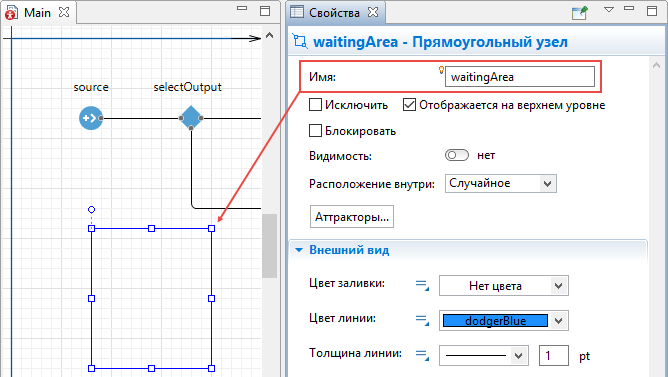 Main
Свойства
waitingArea - Прямоугольный узел
source
selectOutput
Имя:
waitingArea
Исключить
Отображается на верхнем уровне
Блокировать
Видимость:
нет
Расположение внутри:
Случайное
Аттракторы...
Внешний вид
Цвет заливки:
Нет цвета
Цвет линии:
dodgerBlue
Толщина линии:
1
pt